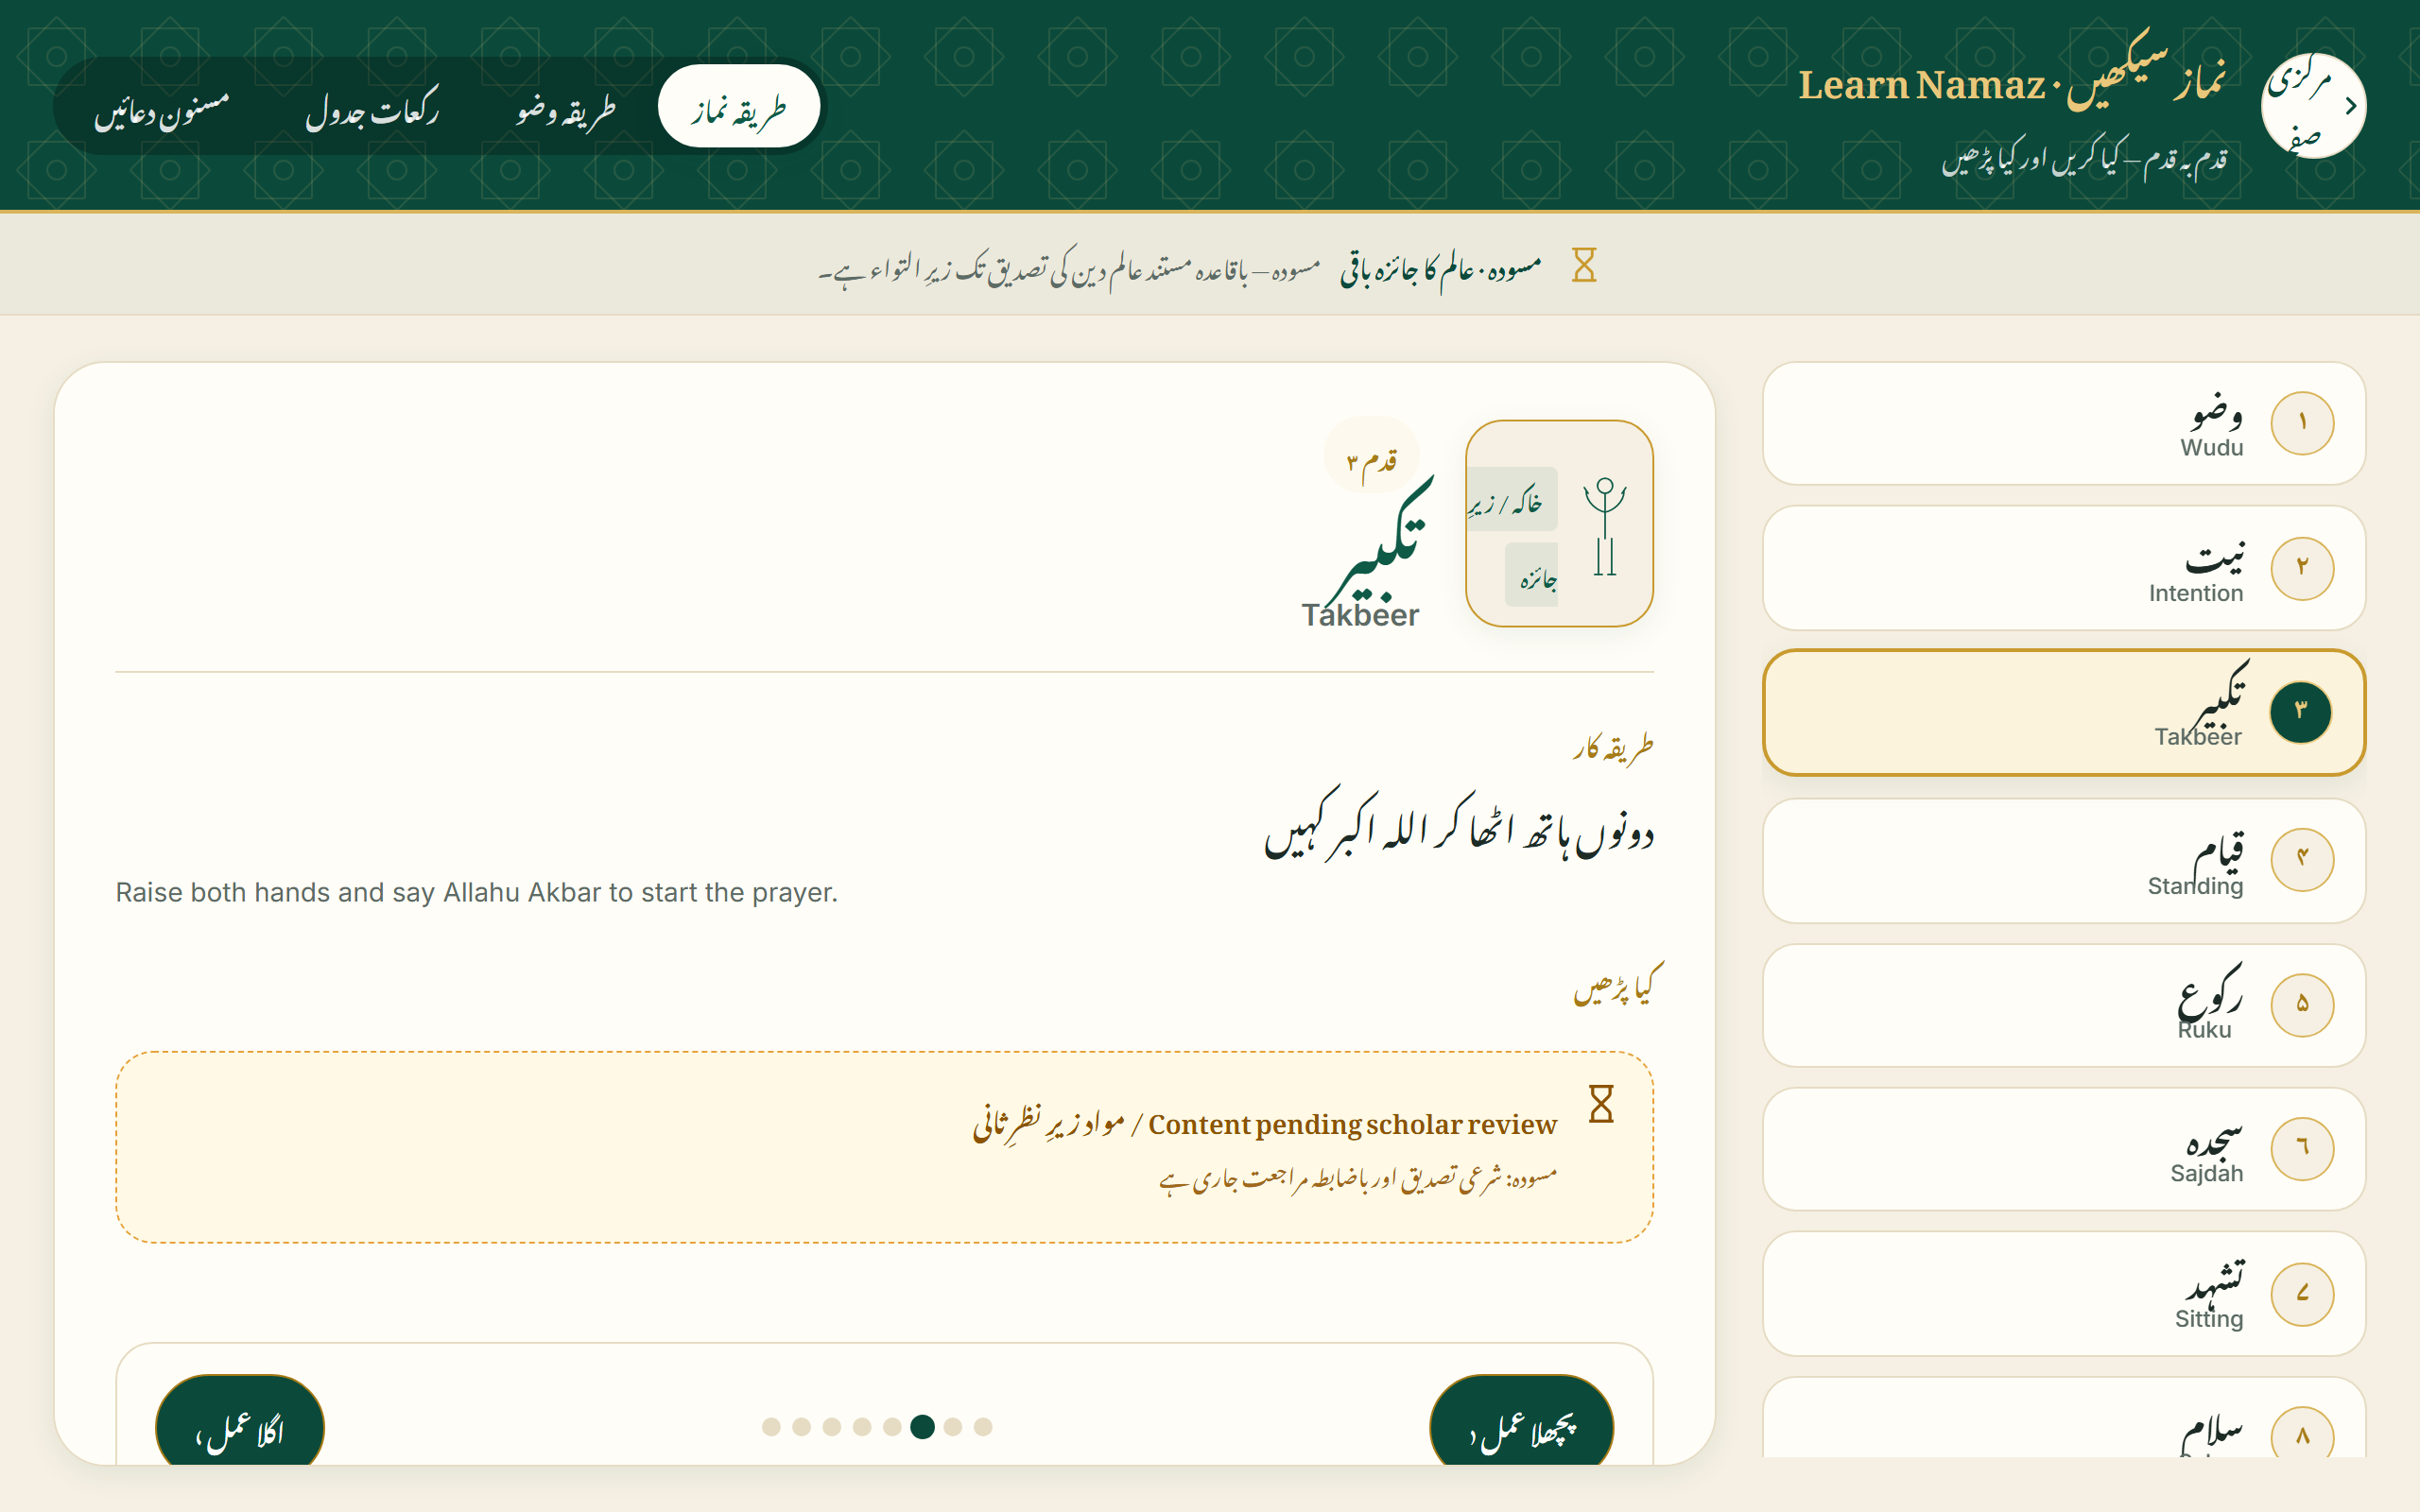 مرکزی
صفہ
نماز سیکھیں · Learn Namaz
قدم بہ قدم — کیا کریں اور کیا پڑھیں
طریقہ نماز
طریقہ وضو
رکعات جدول
مسنون دعائیں
مسودہ · عالم کا جائزہ باقی
مسودہ — باقاعدہ مستند عالم دین کی تصدیق تک زیرِ التواء ہے۔
۱
وضو
Wudu
۲
نیت
Intention
۳
تکبیر
Takbeer
۴
قیام
Standing
۵
رکوع
Ruku
۶
سجدہ
Sajdah
۷
تشہد
Sitting
۸
سلام
خاکہ / زیرِ
جائزہ
قدم ۳
تکبیر
Takbeer
طریقہ کار
دونوں ہاتھ اٹھا کر اللہ اکبر کہیں
Raise both hands and say Allahu Akbar to start the prayer.
کیا پڑھیں
Content pending scholar review / مواد زیرِ نظرِ ثانی
مسودہ: شرعی تصدیق اور باضابطہ مراجعت جاری ہے
پچھلا عمل
اگلا عمل